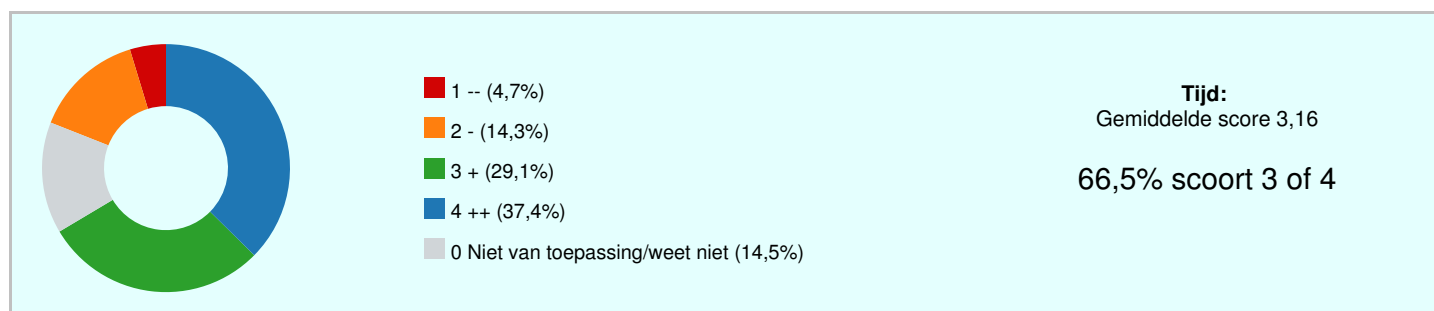 1 -- (4,7%)
2 - (14,3%)
3 + (29,1%)
4 ++ (37,4%)
0 Niet van toepassing/weet niet (14,5%)
Tijd:
Gemiddelde score 3,16
66,5% scoort 3 of 4